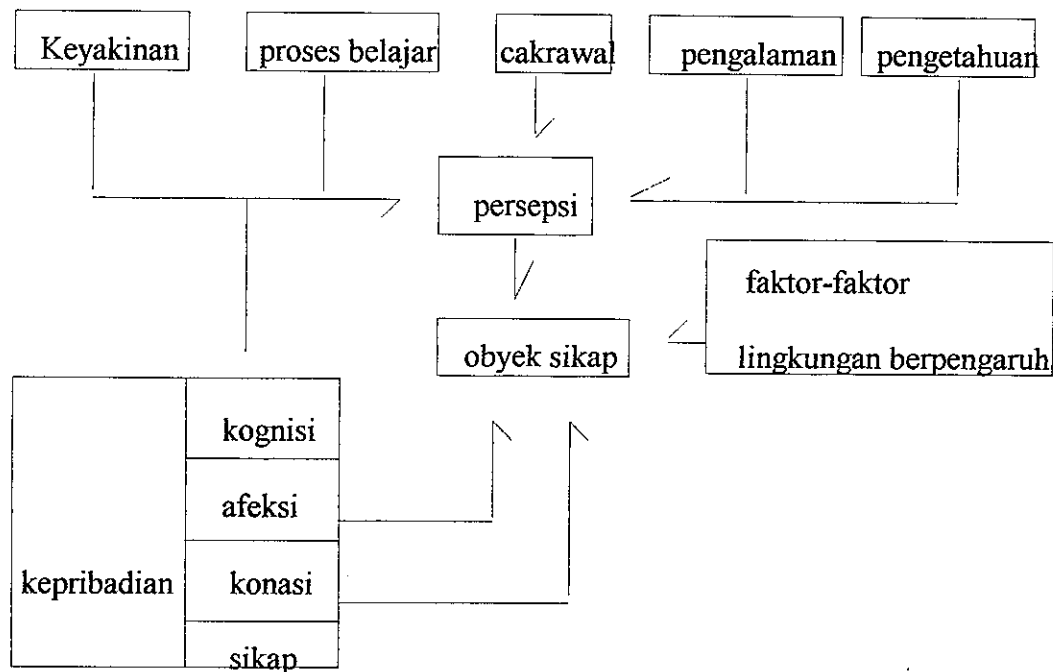 Keyakinan
proses belajar
cakrawal
pengalaman
pengetahuan
persepsi
faktor-faktor
lingkungan berpengaruh
obyek sikap
kognisi
afeksi
kepribadian
konasi
sikap